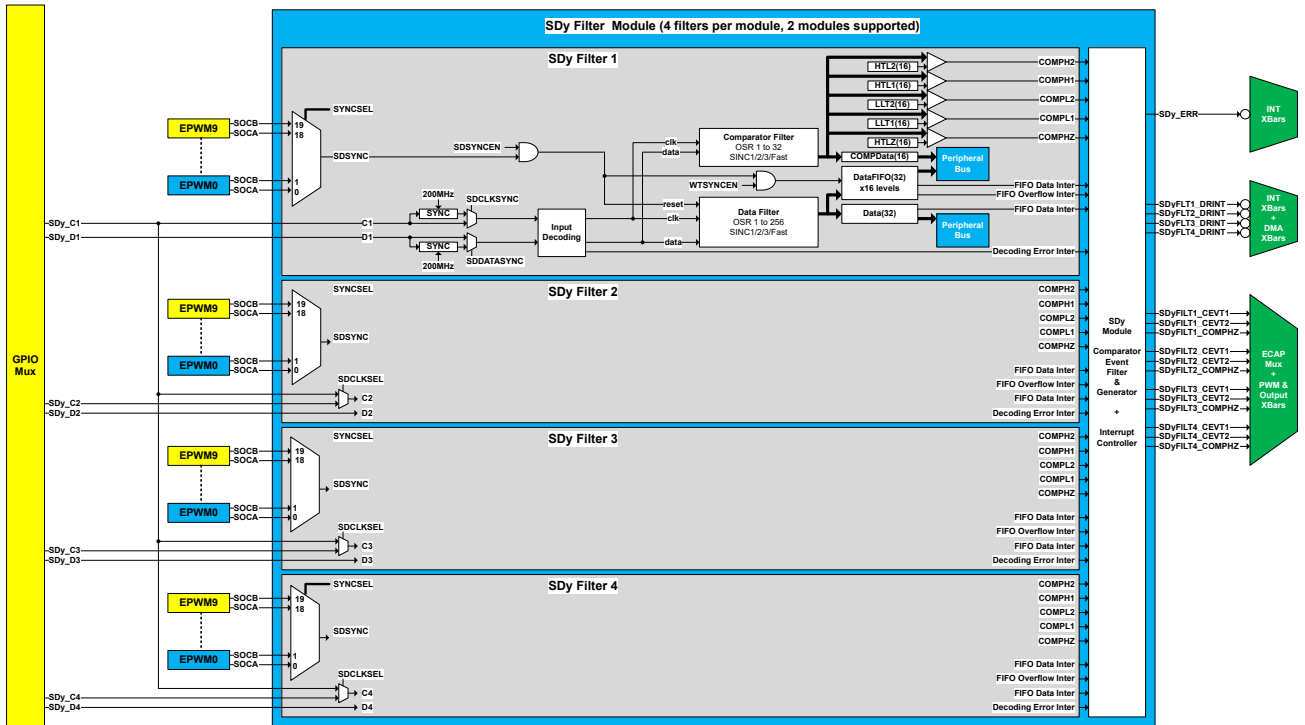 SDy Filter Module (4 filters per module, 2 modules supported)
GPIO
Mux
SDy Filter 1
EPWM9
EPWM0
SOCB
SOCA
SOCB
SOCA
19
18
1
0
SYNCSEL
SDSYNC
SDSYNCEN
WTSYNCEN
SDy_C1
SDy_D1
C1
D1
200MHz
SYNC
SDCLKSYNC
SYNC
200MHz
SDDATASYNC
Input
Decoding
clk
data
reset
clk
data
Comparator Filter
OSR 1 to 32
SINC1/2/3/Fast
Data Filter
OSR 1 to 256
SINC1/2/3/Fast
HTL2(16)
HTL1(16)
LLT2(16)
LLT1(16)
HTLZ(16)
COMPData(16)
DataFIFO(32)
x16 levels
Data(32)
Peripheral
Bus
Peripheral
Bus
COMPH2
COMPH1
COMPL2
COMPL1
COMPHZ
FIFO Data Inter
FIFO Overflow Inter
FIFO Data Inter
Decoding Error Inter
SDy Filter 2
EPWM9
EPWM0
SOCB
SOCA
SOCB
SOCA
19
18
1
0
SYNCSEL
SDSYNC
SDCLKSEL
SDy_C2
SDy_D2
C2
D2
COMPH2
COMPH1
COMPL2
COMPL1
COMPHZ
FIFO Data Inter
FIFO Overflow Inter
FIFO Data Inter
Decoding Error Inter
SDy Filter 3
EPWM9
EPWM0
SOCB
SOCA
SOCB
SOCA
19
18
1
0
SYNCSEL
SDSYNC
SDCLKSEL
SDy_C3
SDy_D3
C3
D3
COMPH2
COMPH1
COMPL2
COMPL1
COMPHZ
FIFO Data Inter
FIFO Overflow Inter
FIFO Data Inter
Decoding Error Inter
SDy Filter 4
EPWM9
EPWM0
SOCB
SOCA
SOCB
SOCA
19
18
1
0
SYNCSEL
SDSYNC
SDCLKSEL
SDy_C4
SDy_D4
C4
D4
COMPH2
COMPH1
COMPL2
COMPL1
COMPHZ
FIFO Data Inter
FIFO Overflow Inter
FIFO Data Inter
Decoding Error Inter
SDy
Module
Comparator
Event
Filter
&
Generator
+
Interrupt
Controller
SDy_ERR
INT
XBars
SDyFLT1_DRINT
SDyFLT2_DRINT
SDyFLT3_DRINT
SDyFLT4_DRINT
INT
XBars
+
DMA
XBars
SDyFILT1_CEVT1
SDyFILT1_CEVT2
SDyFILT1_COMPHZ
SDyFILT2_CEVT1
SDyFILT2_CEVT2
SDyFILT2_COMPHZ
SDyFILT3_CEVT1
SDyFILT3_CEVT2
SDyFILT3_COMPHZ
SDyFILT4_CEVT1
SDyFILT4_CEVT2
SDyFILT4_COMPHZ
ECAP
Mux
+
PWM &
Output
XBars